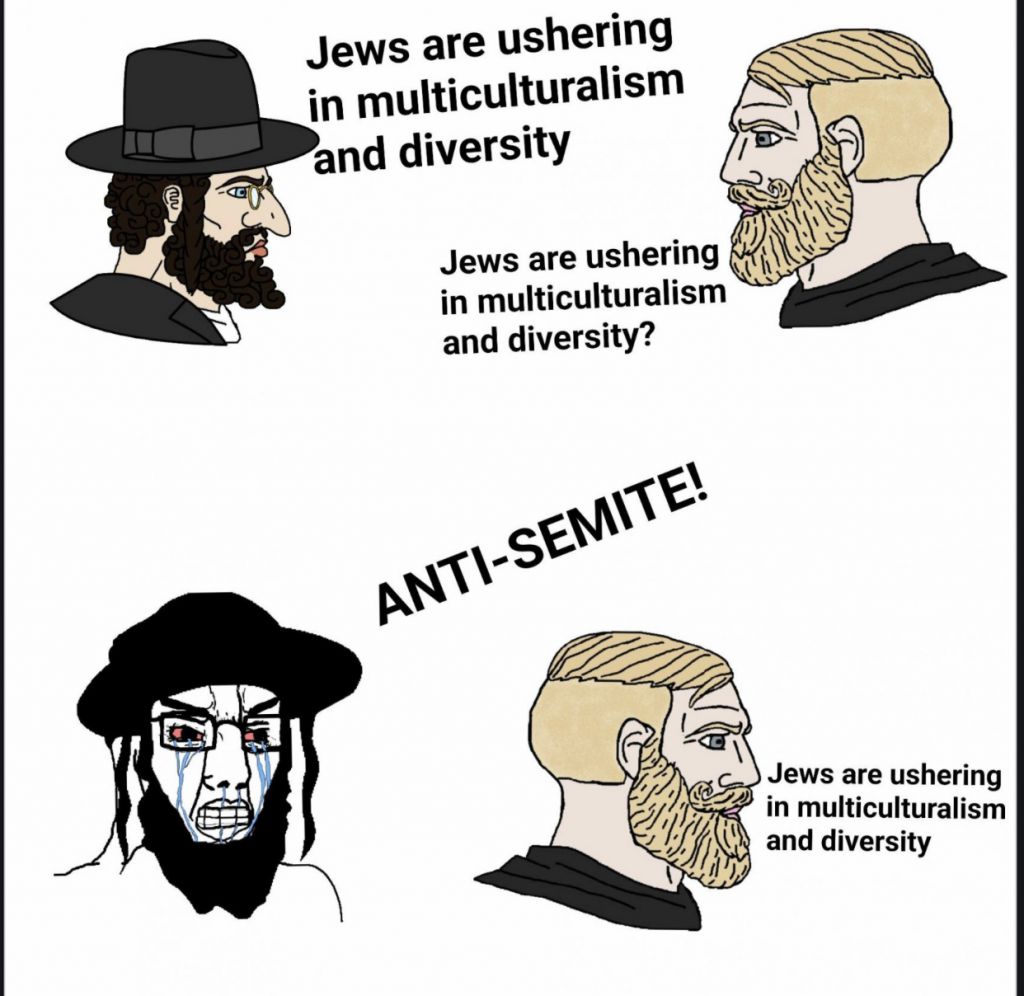 Jews are ushering
in multiculturalism
and diversity
Jews are ushering
in multiculturalism
and diversity?
ANTI-SEMITE!
Jews are ushering
in multiculturalism
and diversity